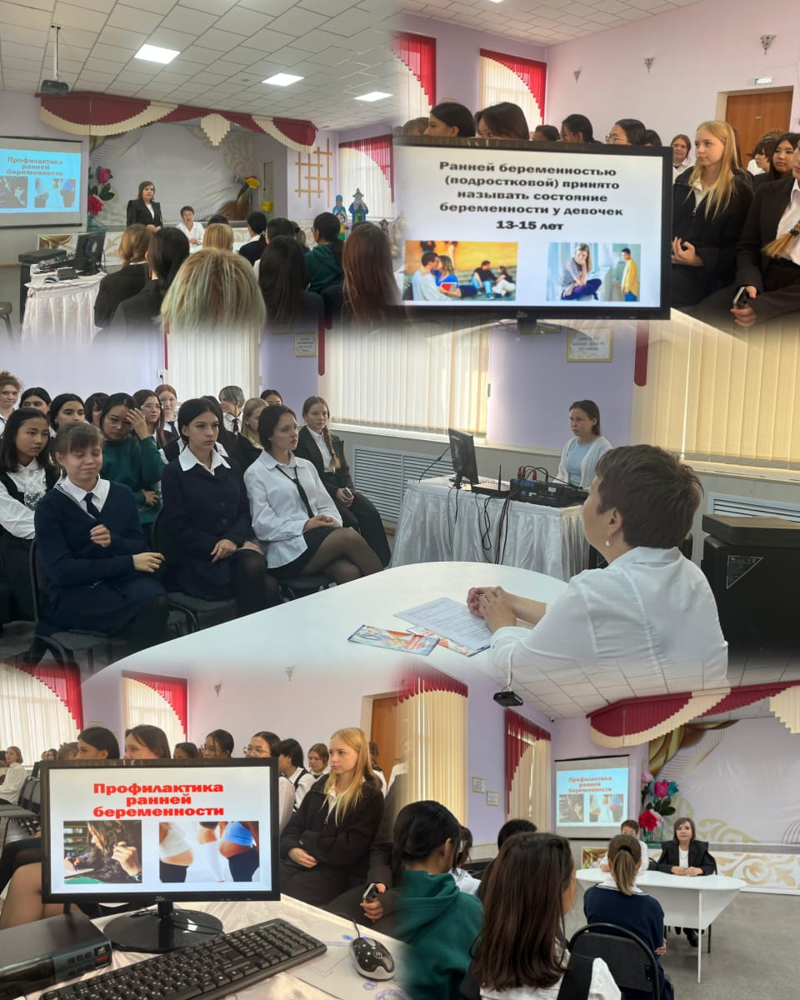 Профилактика
ранней
беременности
Ранней беременностью
(подростковой) принято
называть состояние
беременности у девочек
13-15 лет
Профилактика
ранней
беременности
Профилактика
ранней
беременности